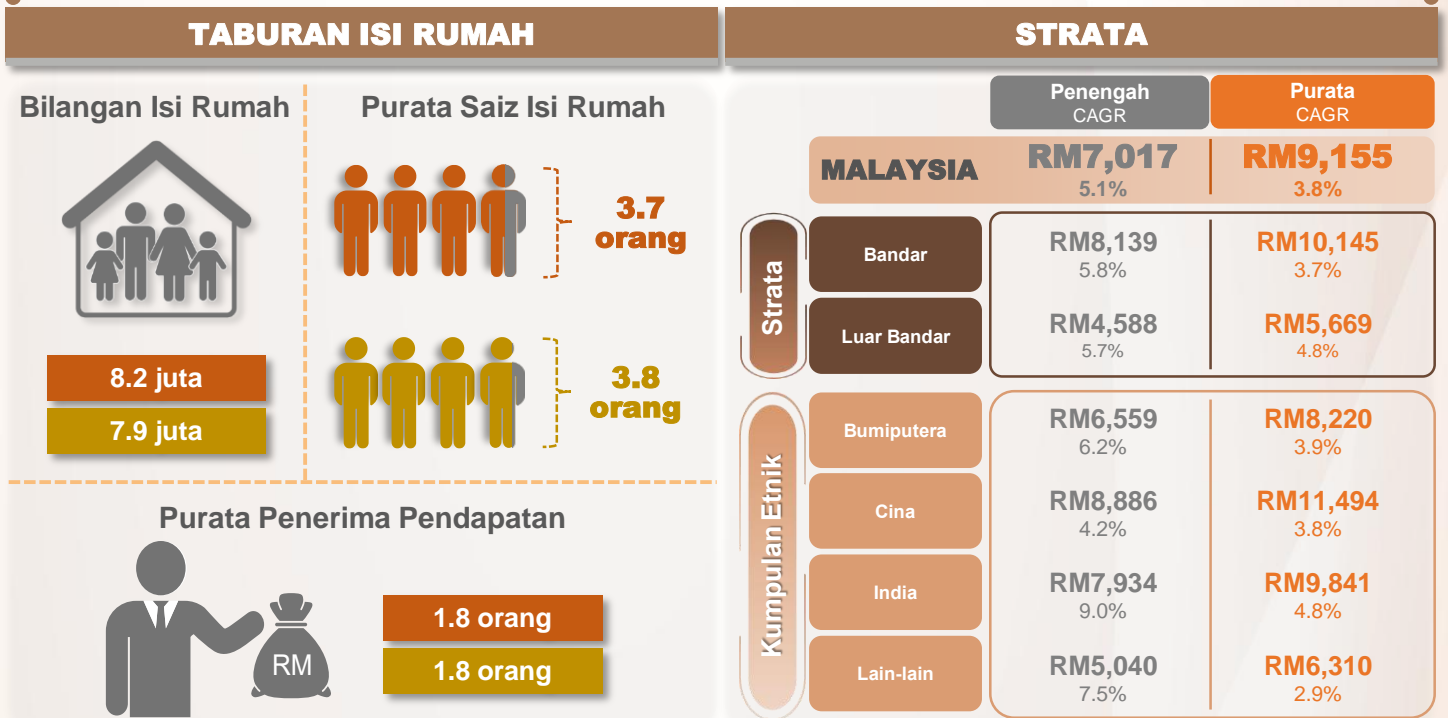 TABURAN ISI RUMAH
Bilangan Isi Rumah
8.2 juta
7.9 juta
Purata Saiz Isi Rumah
3.7
orang
3.8
orang
Purata Penerima Pendapatan
RM
1.8 orang
1.8 orang
STRATA
Penengah
CAGR
Purata
CAGR
MALAYSIA
RM7,017
5.1%
RM9,155
3.8%
Strata
Bandar
RM8,139
5.8%
RM10,145
3.7%
Luar Bandar
RM4,588
5.7%
RM5,669
4.8%
Kumpulan Etnik
Bumiputera
RM6,559
6.2%
RM8,220
3.9%
Cina
RM8,886
4.2%
RM11,494
3.8%
India
RM7,934
9.0%
RM9,841
4.8%
Lain-lain
RM5,040
7.5%
RM6,310
2.9%